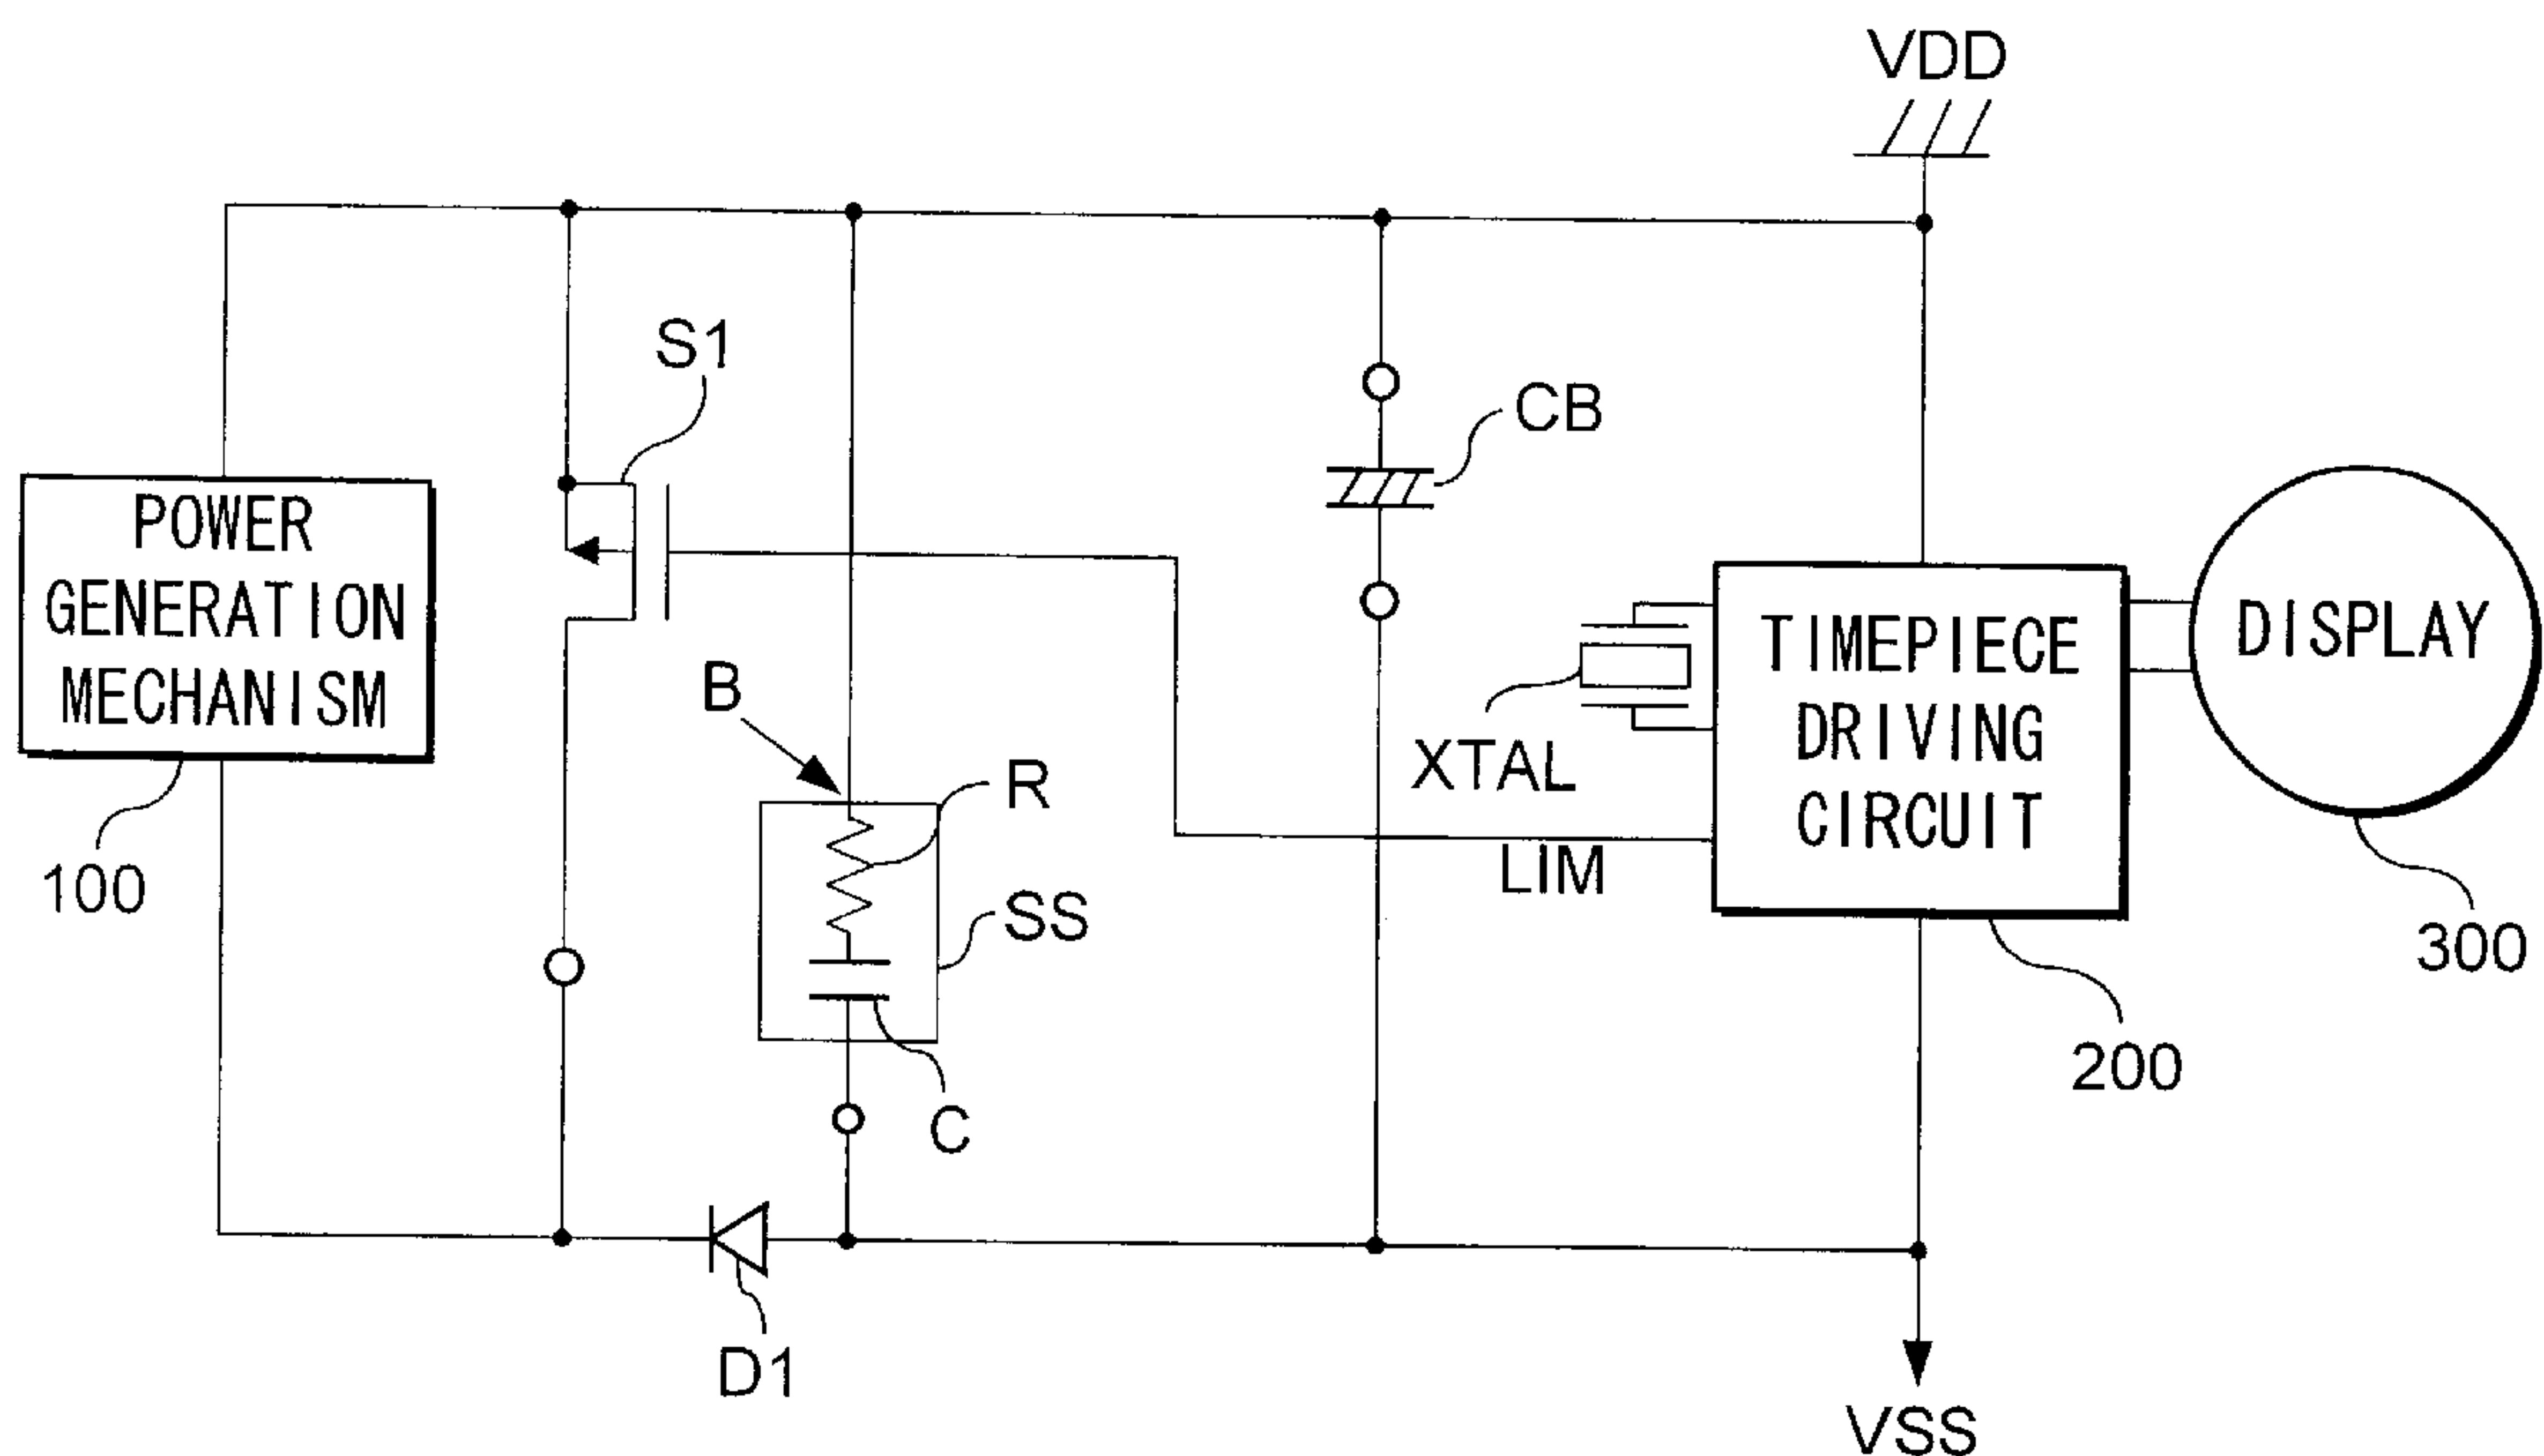 VDD
S1
CB
POWER
GENERATION
MECHANISM
100
B
R
SS
C
XTAL
LIM
TIMEPIECE
DRIVING
CIRCUIT
200
DISPLAY
300
D1
VSS